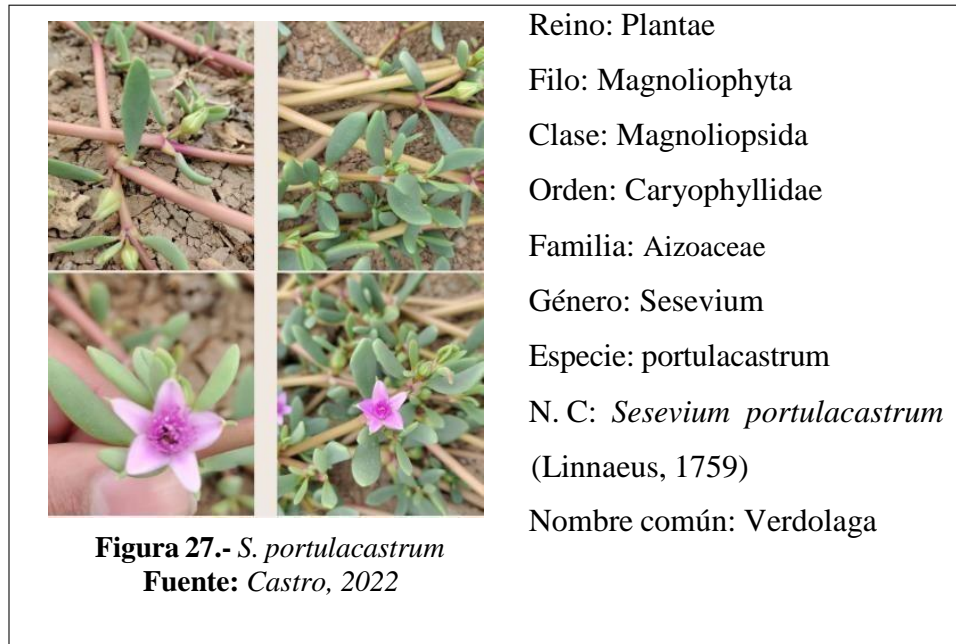 Reino: Plantae
Filo: Magnoliophyta
Clase: Magnoliopsida
Orden: Caryophyllidae
Familia: Aizoaceae
Género: Sesevium
Especie: portulacastrum
N. C: Sesevium portulacastrum
(Linnaeus, 1759)
Nombre común: Verdolaga
Figura 27.- S. portulacastrum
Fuente: Castro, 2022